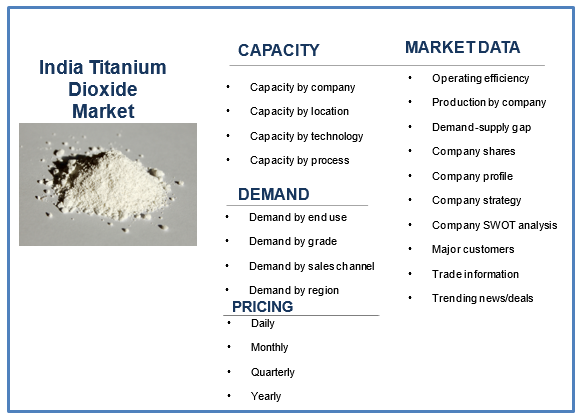 India Titanium
Dioxide
Market
CAPACITY
• Capacity by company
• Capacity by location
• Capacity by technology
• Capacity by process
DEMAND
• Demand by end use
• Demand by grade
• Demand by sales channel
• Demand by region
PRICING
• Daily
• Monthly
• Quarterly
• Yearly
MARKET DATA
• Operating efficiency
• Production by company
• Demand-supply gap
• Company shares
• Company profile
• Company strategy
• Company SWOT analysis
• Major customers
• Trade information
• Trending news/deals